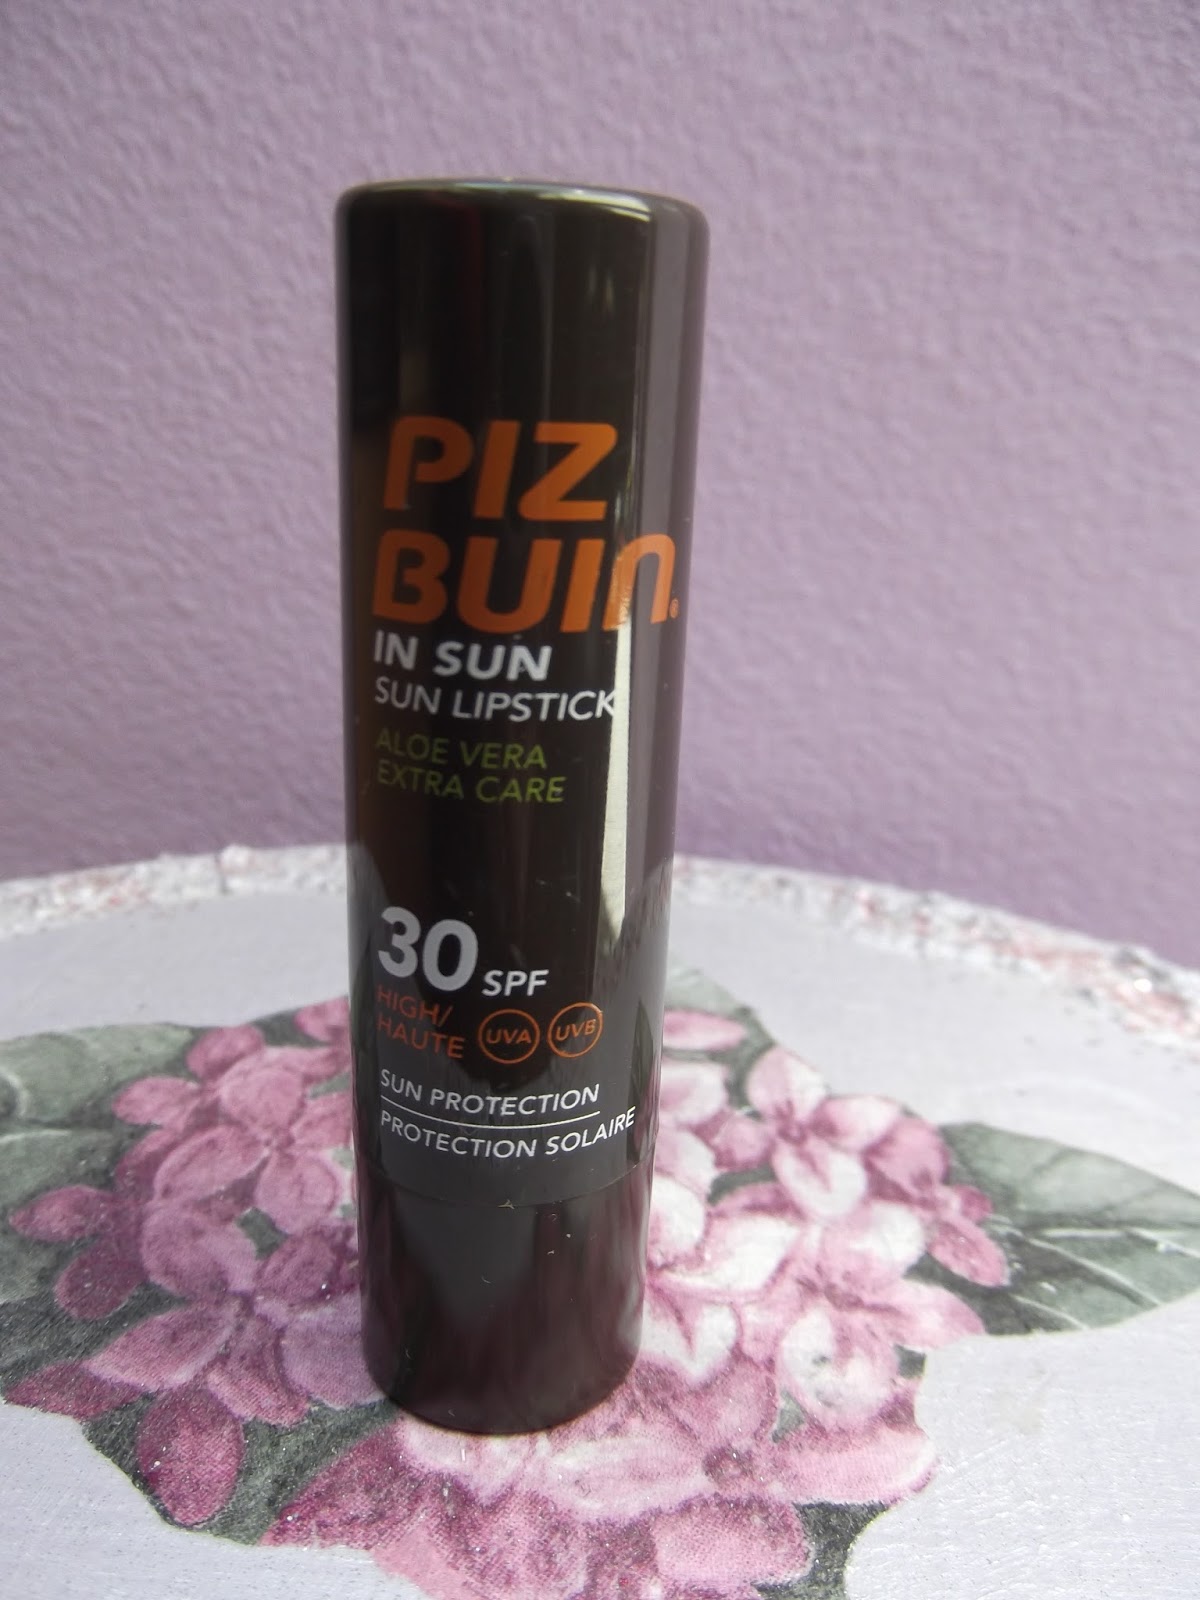 PIZ
BUIN®
IN SUN
SUN LIPSTICK
ALOE VERA
EXTRA CARE
30 SPF
HIGH/
HAUTE UVA UVB
SUN PROTECTION
PROTECTION SOLAIRE